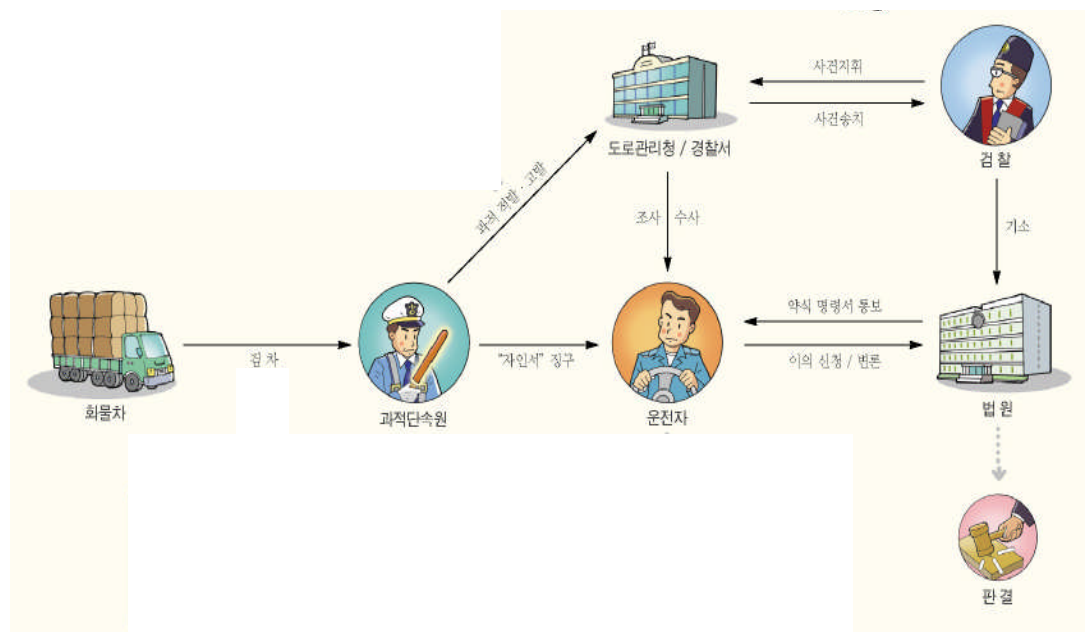 사건지휘
사건송치
도로관리청 / 경찰서
검 찰
과적 적발 · 고발
조사
수사
기소
약식 명령서 통보
검 차
"자인서" 징구
이의 신청 / 변론
화물차
과적단속원
운전자
법 원
판 결